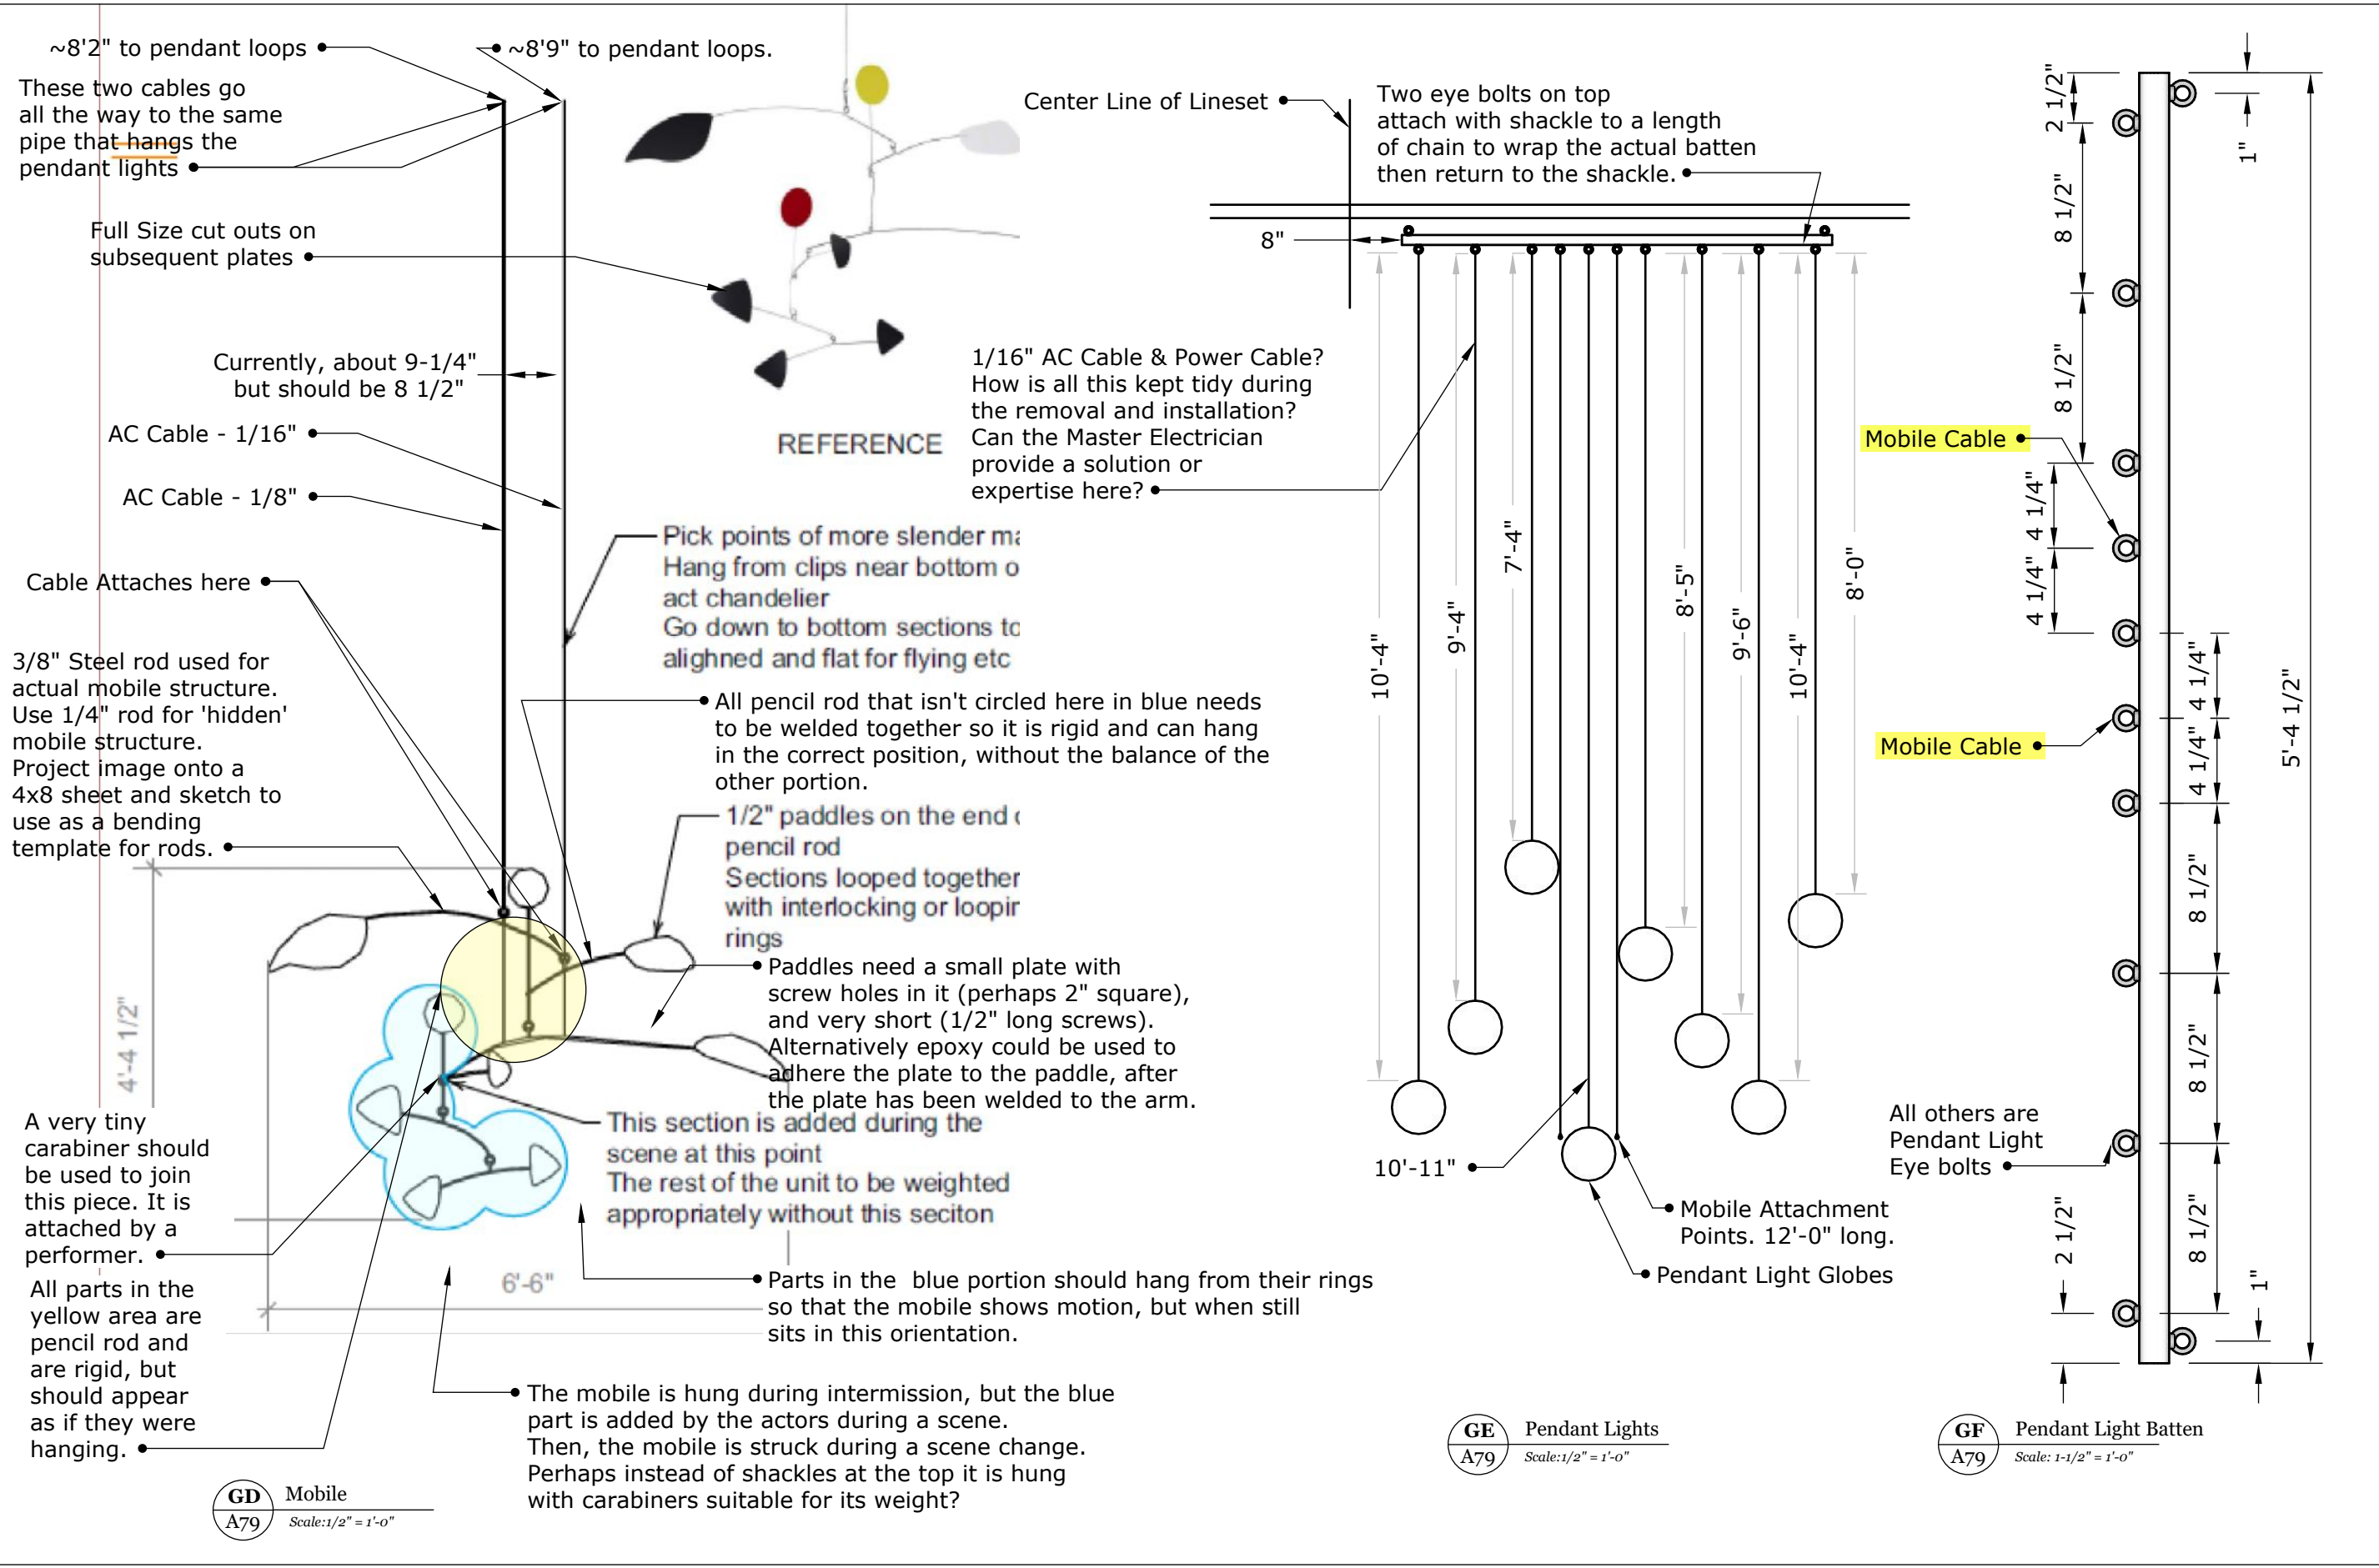 ~8'2" to pendant loops
~8'9" to pendant loops.
These two cables go
all the way to the same
pipe that hangs the
pendant lights
Full Size cut outs on
subsequent plates
Currently, about 9-1/4"
but should be 8 1/2"
AC Cable - 1/16"
AC Cable - 1/8"
REFERENCE
Cable Attaches here
Pick points of more slender ma
Hang from clips near bottom o
act chandelier
Go down to bottom sections to
alighned and flat for flying etc
3/8" Steel rod used for
actual mobile structure.
Use 1/4" rod for 'hidden'
mobile structure.
Project image onto a
4x8 sheet and sketch to
use as a bending
template for rods.
All pencil rod that isn't circled here in blue needs
to be welded together so it is rigid and can hang
in the correct position, without the balance of the
other portion.
1/2" paddles on the end
pencil rod
Sections looped together
with interlocking or loopin
rings
Paddles need a small plate with
screw holes in it (perhaps 2" square),
and very short (1/2" long screws).
Alternatively epoxy could be used to
adhere the plate to the paddle, after
the plate has been welded to the arm.
4'-4 1/2"
This section is added during the
scene at this point
The rest of the unit to be weighted
appropriately without this seciton
A very tiny
carabiner should
be used to join
this piece. It is
attached by a
performer.
6'-6"
Parts in the blue portion should hang from their rings
so that the mobile shows motion, but when still
sits in this orientation.
All parts in the
yellow area are
pencil rod and
are rigid, but
should appear
as if they were
hanging.
The mobile is hung during intermission, but the blue
part is added by the actors during a scene.
Then, the mobile is struck during a scene change.
Perhaps instead of shackles at the top it is hung
with carabiners suitable for its weight?
GD
A79
Mobile
Scale:1/2" = 1'-0"
Center Line of Lineset
Two eye bolts on top
attach with shackle to a length
of chain to wrap the actual batten
then return to the shackle.
8"
1/16" AC Cable & Power Cable?
How is all this kept tidy during
the removal and installation?
Can the Master Electrician
provide a solution or
expertise here?
10'-4"
9'-4"
7'-4"
8'-5"
9'-6"
10'-4"
8'-0"
10'-11"
Mobile Attachment
Points. 12'-0" long.
Pendant Light Globes
GE
A79
Pendant Lights
Scale:1/2" = 1'-0"
2 1/2"
1"
8 1/2"
8 1/2"
Mobile Cable
4 1/4"
4 1/4"
4 1/4"
5'-4 1/2"
Mobile Cable
4 1/4"
8 1/2"
8 1/2"
All others are
Pendant Light
Eye bolts
8 1/2"
2 1/2"
1"
GF
A79
Pendant Light Batten
Scale: 1-1/2" = 1'-0"